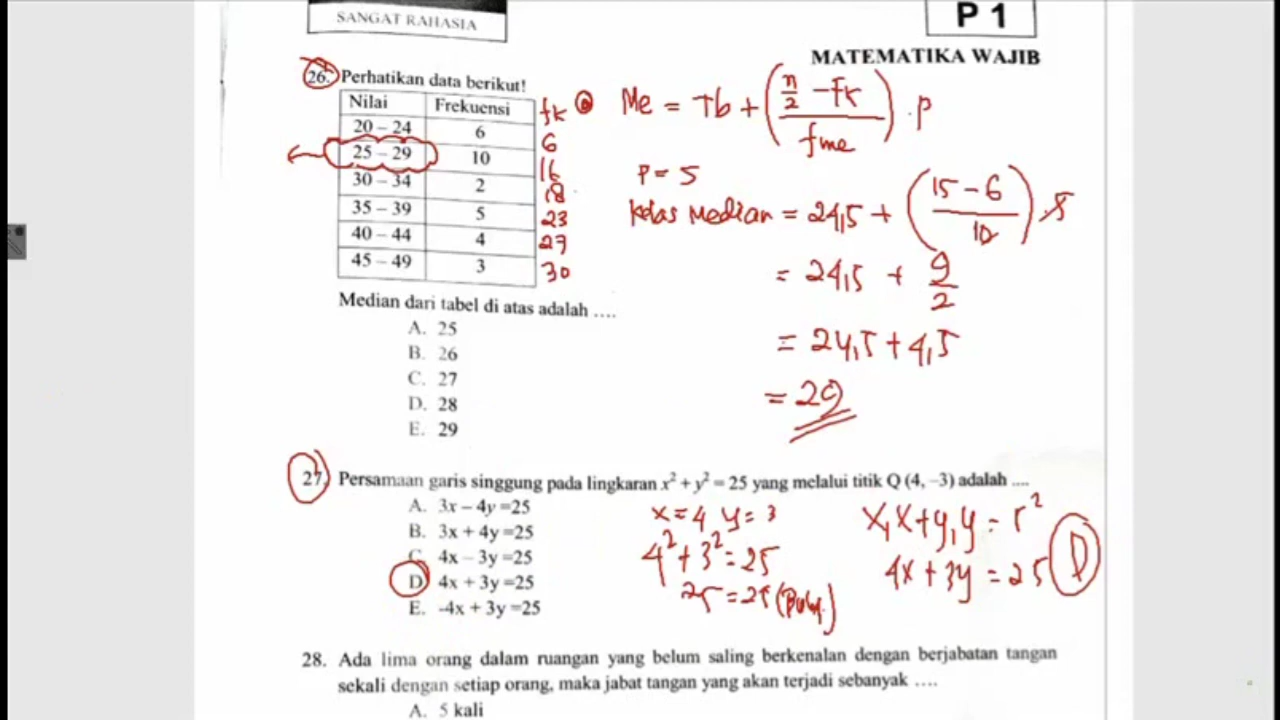 SANGAT RAHASIA
P 1
MATEMATIKA WAJIB
26. Perhatikan data berikut!
Nilai Frekuensi fk
20 – 24 6 6
25 – 29 10 16
30 – 34 2 18
35 – 39 5 23
40 – 44 4 27
45 – 49 3 30
Median dari tabel di atas adalah ....
A. 25
B. 26
C. 27
D. 28
E. 29
Me = Tb + (n/2 – fk / fme) . p
P = 5
Kelas Median = 24,5 + (15 – 6 / 10) 5
= 24,5 + 9/2
= 24,5 + 4,5
= 29
27. Persamaan garis singgung pada lingkaran x² + y² = 25 yang melalui titik Q (4, –3) adalah ....
A. 3x – 4y =25
B. 3x + 4y =25
C. 4x – 3y =25
D. 4x + 3y =25
E. -4x + 3y =25
x = 4 y = 3
4² + 3² = 25
25 = 25
x₁x + y₁y = r²
4x + 3y = 25 D
28. Ada lima orang dalam ruangan yang belum saling berkenalan dengan berjabatan tangan
sekali dengan setiap orang, maka jabat tangan yang akan terjadi sebanyak ....
A. 5 kali